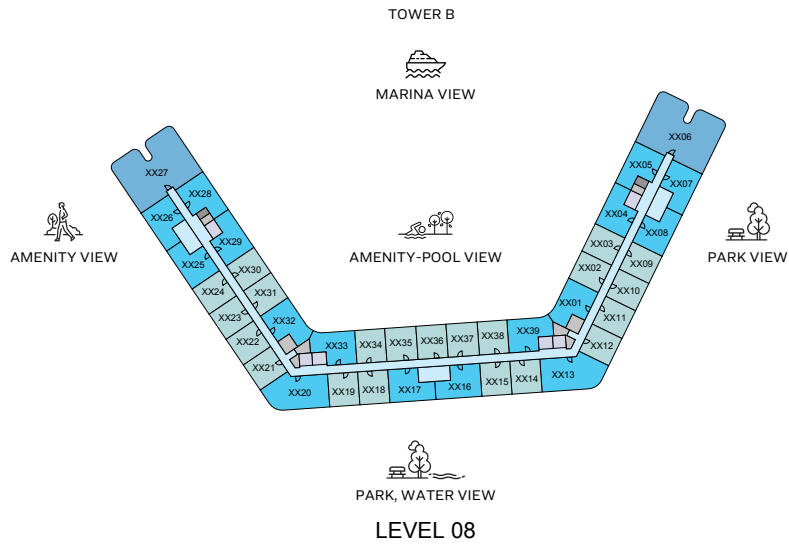 TOWER B
MARINA VIEW
XX06
XX27
XX05
XX07
XX28
XX26
XX04
XX08
XX29
XX25
XX03
XX09
AMENITY VIEW
AMENITY-POOL VIEW
PARK VIEW
XX30
XX02
XX24
XX31
XX10
XX01
XX23
XX32
XX11
XX22
XX33
XX34
XX35
XX36
XX37
XX38
XX39
XX12
XX21
XX20
XX19
XX18
XX17
XX16
XX15
XX14
XX13
PARK, WATER VIEW
LEVEL 08